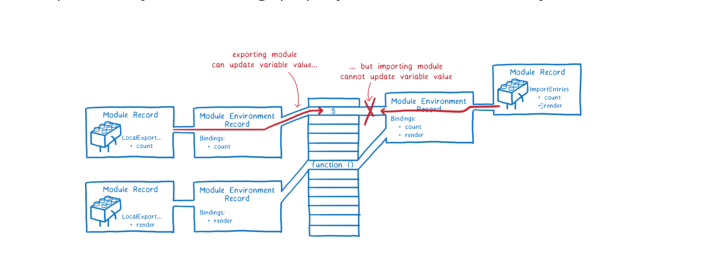 exporting module
can update variable value...
... but importing module
cannot update variable value
Module Record
ImportEntries
• count
• render
Module Record
LocalExport...
• count
Module Environment
Record
Bindings:
• count
5
Module Environment
Record
Bindings:
• count
• render
function ()
Module Record
LocalExport...
• render
Module Environment
Record
Bindings:
• render